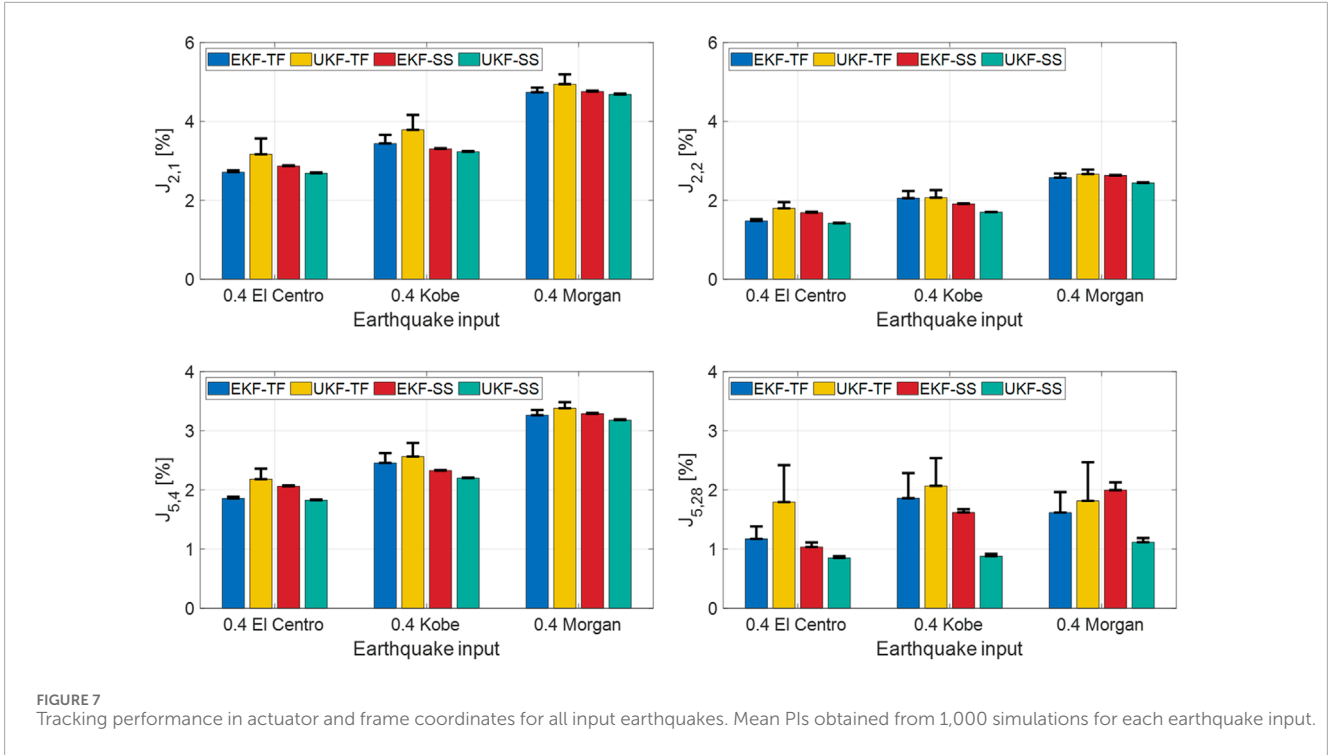 EKF-TF UKF-TF EKF-SS UKF-SS
6
4
2
0
J2,1 [%]
0.4 El Centro 0.4 Kobe 0.4 Morgan
Earthquake input
EKF-TF UKF-TF EKF-SS UKF-SS
6
4
2
0
J2,2 [%]
0.4 El Centro 0.4 Kobe 0.4 Morgan
Earthquake input
EKF-TF UKF-TF EKF-SS UKF-SS
4
3
2
1
0
J5,4 [%]
0.4 El Centro 0.4 Kobe 0.4 Morgan
Earthquake input
EKF-TF UKF-TF EKF-SS UKF-SS
4
3
2
1
0
J5,28 [%]
0.4 El Centro 0.4 Kobe 0.4 Morgan
Earthquake input
FIGURE 7
Tracking performance in actuator and frame coordinates for all input earthquakes. Mean PIs obtained from 1,000 simulations for each earthquake input.